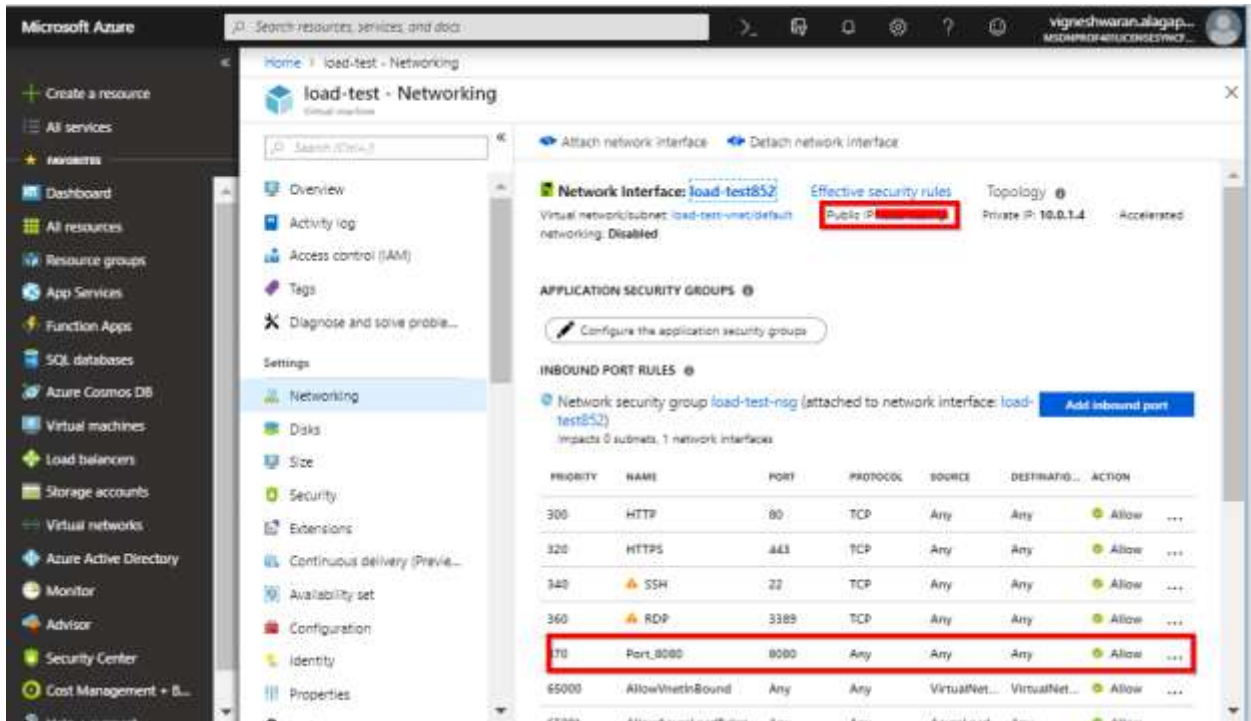 Microsoft Azure
Search resources, services, and docs
vigneshwaran.alagap...
Home > load-test - Networking
load-test - Networking
Virtual machine
Create a resource
All services
FAVORITES
Dashboard
All resources
Resource groups
App Services
Function Apps
SQL databases
Azure Cosmos DB
Virtual machines
Load balancers
Storage accounts
Virtual networks
Azure Active Directory
Monitor
Advisor
Security Center
Cost Management + B...
Search (Ctrl+/)
Overview
Activity log
Access control (IAM)
Tags
Diagnose and solve proble...
Settings
Networking
Disks
Size
Security
Extensions
Continuous delivery (Previe...
Availability set
Configuration
Identity
Properties
Attach network interface Detach network interface
Network Interface: load-test852 Effective security rules Topology
Virtual network/subnet: load-test-vnet/default Public IP Private IP: 10.0.1.4 Accelerated
networking: Disabled
APPLICATION SECURITY GROUPS
Configure the application security groups
INBOUND PORT RULES
Network security group load-test-nsg (attached to network interface: load-
test852)
Impacts 0 subnets, 1 network interfaces
Add inbound port
PRIORITY NAME PORT PROTOCOL SOURCE DESTINATIO... ACTION
300 HTTP 80 TCP Any Any Allow ...
320 HTTPS 443 TCP Any Any Allow ...
340 SSH 22 TCP Any Any Allow ...
360 RDP 3389 TCP Any Any Allow ...
370 Port_8080 8080 Any Any Any Allow ...
65000 AllowVnetInBound Any Any VirtualNet... VirtualNet... Allow ...